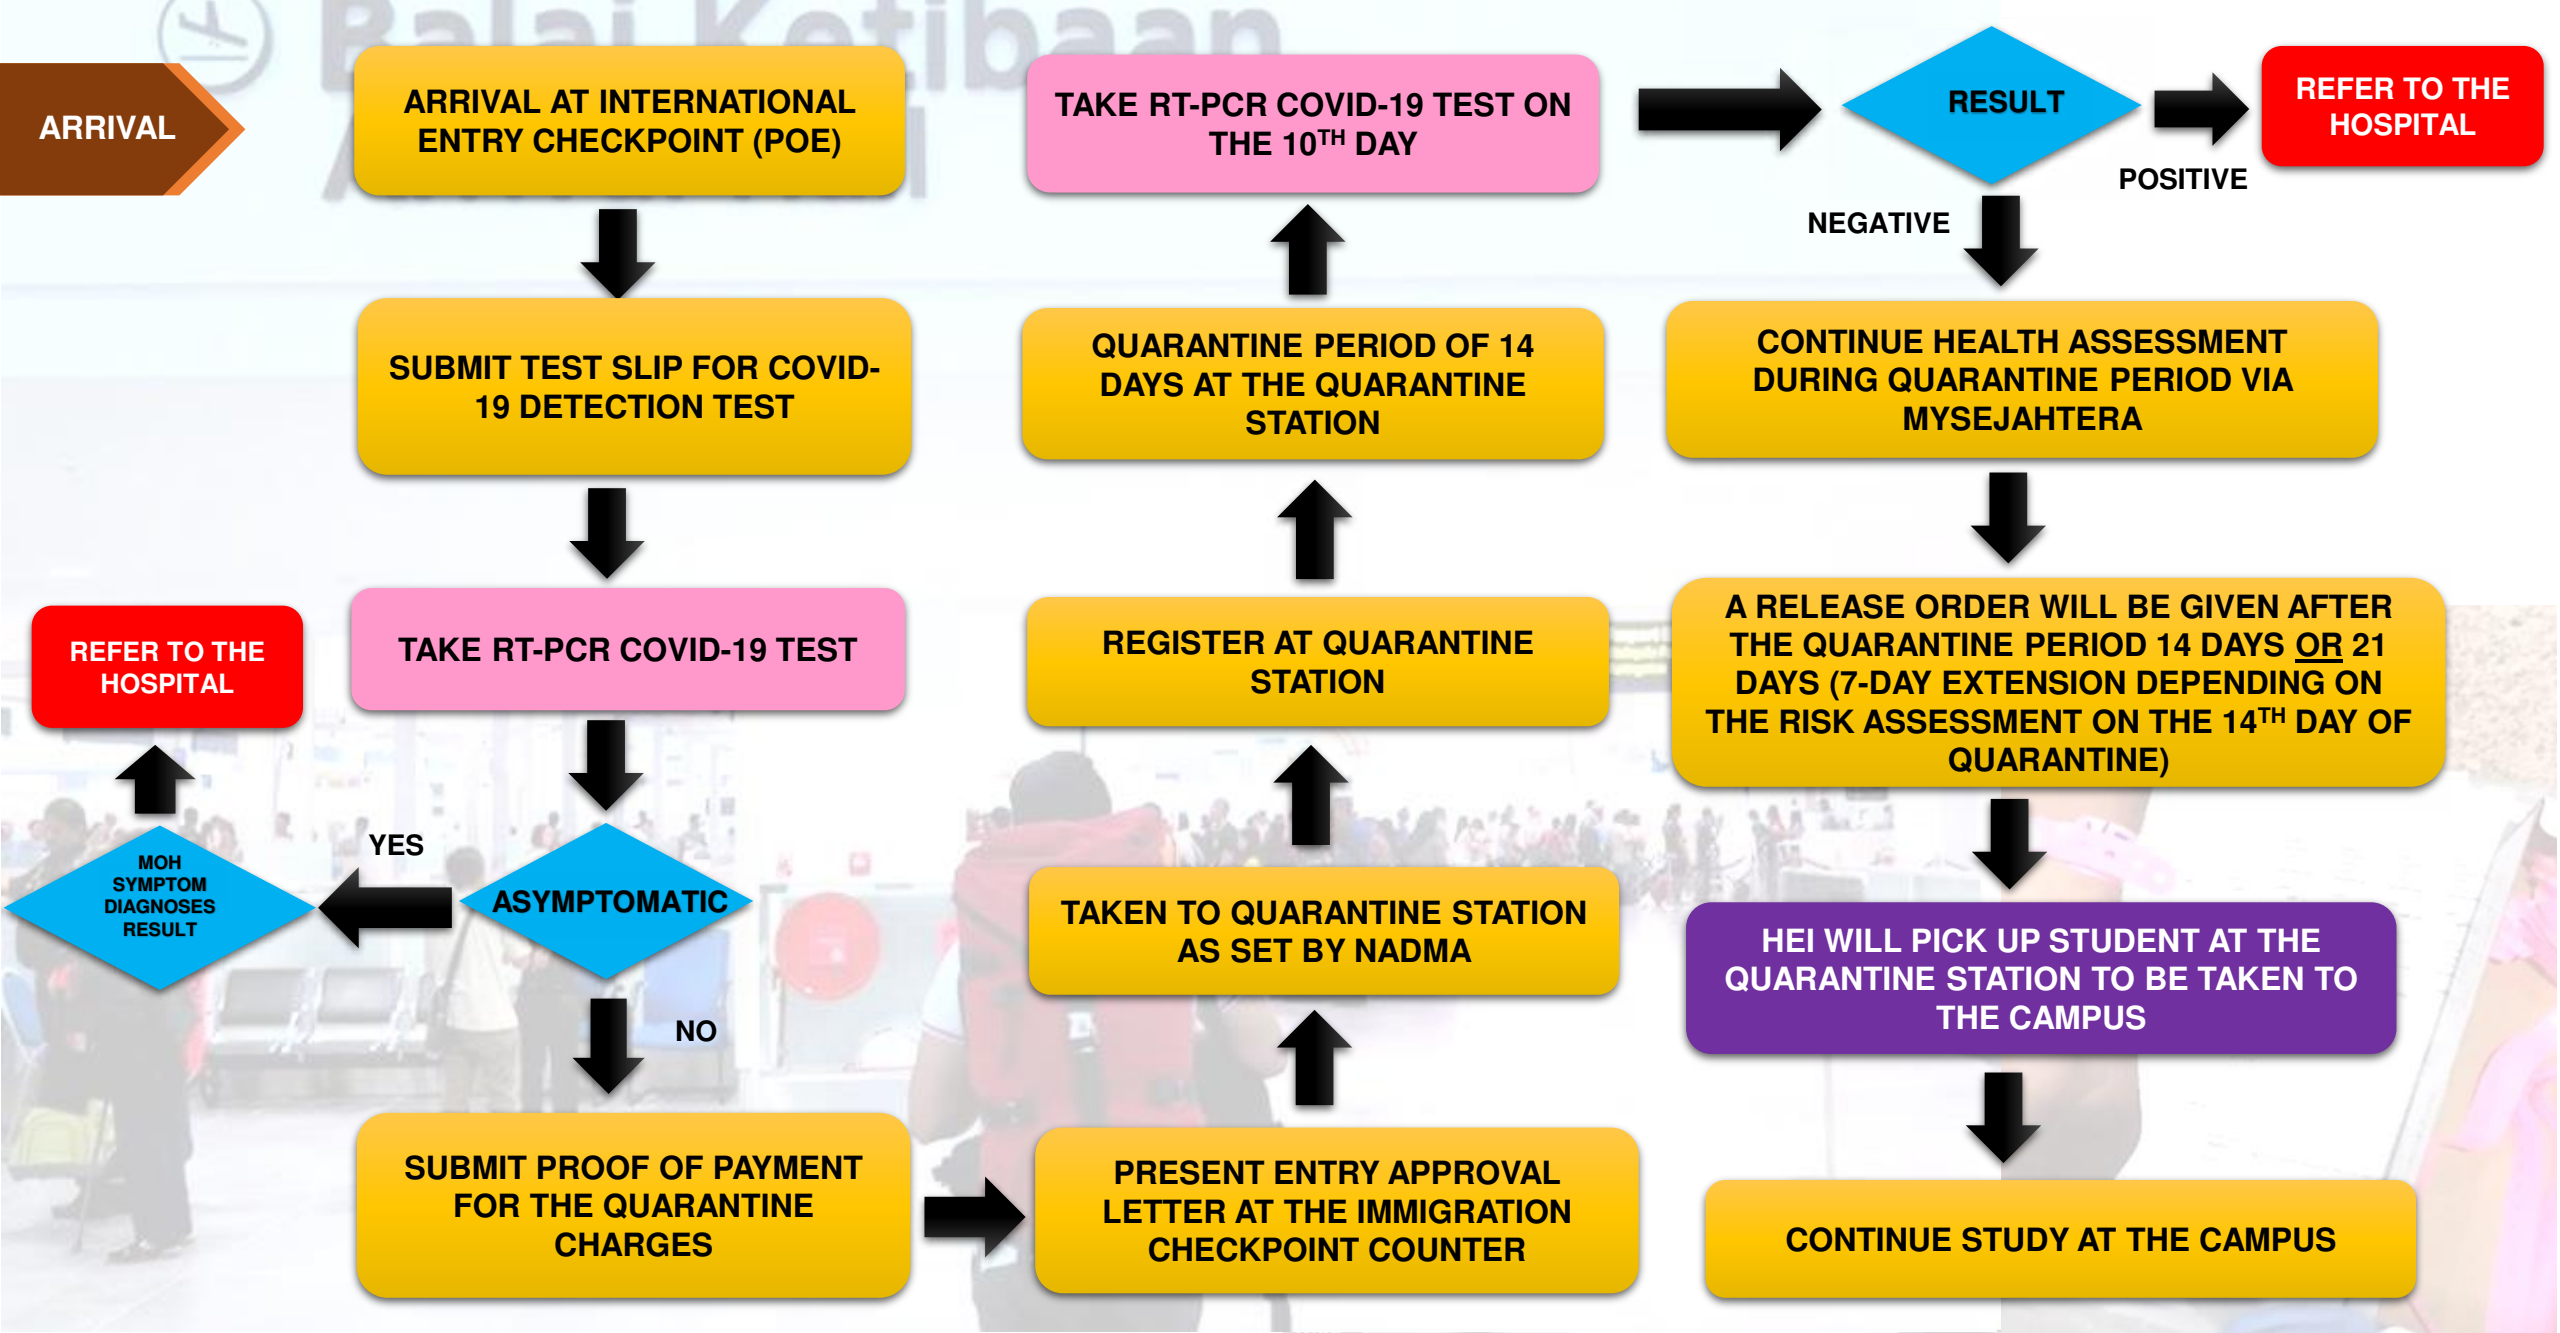 Balai Ketibaan
ARRIVAL
ARRIVAL AT INTERNATIONAL
ENTRY CHECKPOINT (POE)
SUBMIT TEST SLIP FOR COVID-
19 DETECTION TEST
TAKE RT-PCR COVID-19 TEST
ASYMPTOMATIC
YES
MOH
SYMPTOM
DIAGNOSES
RESULT
REFER TO THE
HOSPITAL
NO
SUBMIT PROOF OF PAYMENT
FOR THE QUARANTINE
CHARGES
PRESENT ENTRY APPROVAL
LETTER AT THE IMMIGRATION
CHECKPOINT COUNTER
TAKEN TO QUARANTINE STATION
AS SET BY NADMA
REGISTER AT QUARANTINE
STATION
QUARANTINE PERIOD OF 14
DAYS AT THE QUARANTINE
STATION
TAKE RT-PCR COVID-19 TEST ON
THE 10TH DAY
RESULT
POSITIVE
REFER TO THE
HOSPITAL
NEGATIVE
CONTINUE HEALTH ASSESSMENT
DURING QUARANTINE PERIOD VIA
MYSEJAHTERA
A RELEASE ORDER WILL BE GIVEN AFTER
THE QUARANTINE PERIOD 14 DAYS OR 21
DAYS (7-DAY EXTENSION DEPENDING ON
THE RISK ASSESSMENT ON THE 14TH DAY OF
QUARANTINE)
HEI WILL PICK UP STUDENT AT THE
QUARANTINE STATION TO BE TAKEN TO
THE CAMPUS
CONTINUE STUDY AT THE CAMPUS